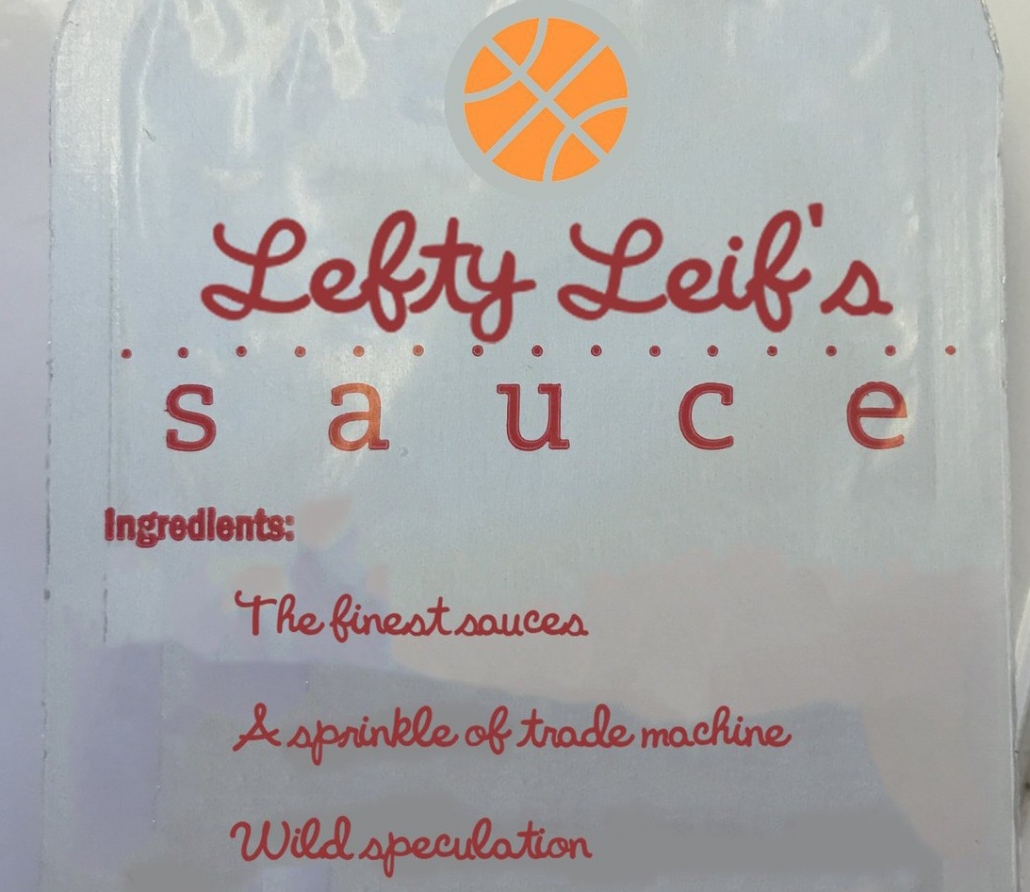 Lefty Leif's
sauce
Ingredients:
The finest sauces
A sprinkle of trade machine
Wild speculation